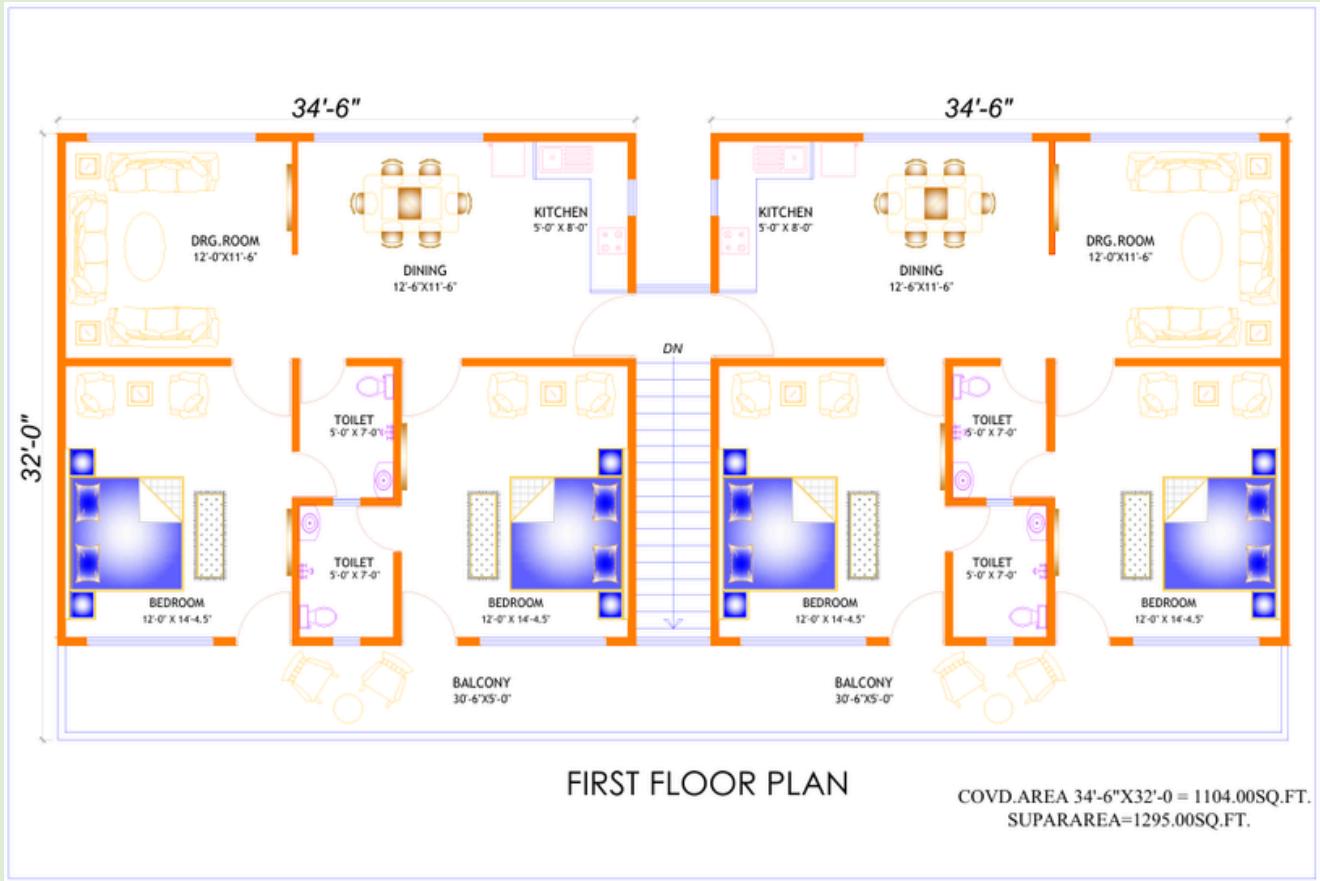 34'-6"
34'-6"
32'-0"
KITCHEN
5'-0" X 8'-0"
KITCHEN
5'-0" X 8'-0"
DRG.ROOM
12'-0"X11'-6"
DINING
12'-6"X11'-6"
DINING
12'-6"X11'-6"
DRG.ROOM
12'-0"X11'-6"
DN
TOILET
5'-0" X 7'-0"
TOILET
5'-0" X 7'-0"
TOILET
5'-0" X 7'-0"
TOILET
5'-0" X 7'-0"
BEDROOM
12'-0" X 14'-4.5"
BEDROOM
12'-0" X 14'-4.5"
BEDROOM
12'-0" X 14'-4.5"
BEDROOM
12'-0" X 14'-4.5"
BALCONY
30'-6"X5'-0"
BALCONY
30'-6"X5'-0"
FIRST FLOOR PLAN
COVD.AREA 34'-6"X32'-0 = 1104.00SQ.FT.
SUPARAREA=1295.00SQ.FT.